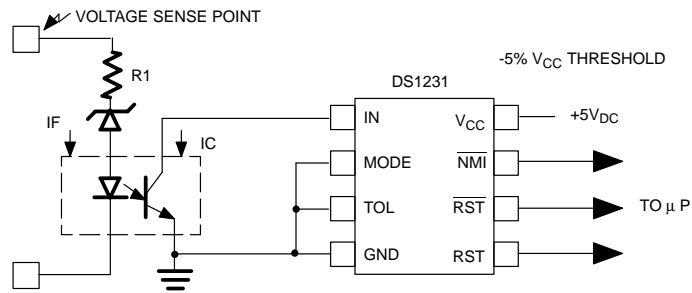 VOLTAGE SENSE POINT
-5% VCC THRESHOLD
R1
DS1231
IF
IC
IN
VCC
+5VDC
MODE
NMI
TOL
RST
TO μ P
GND
RST